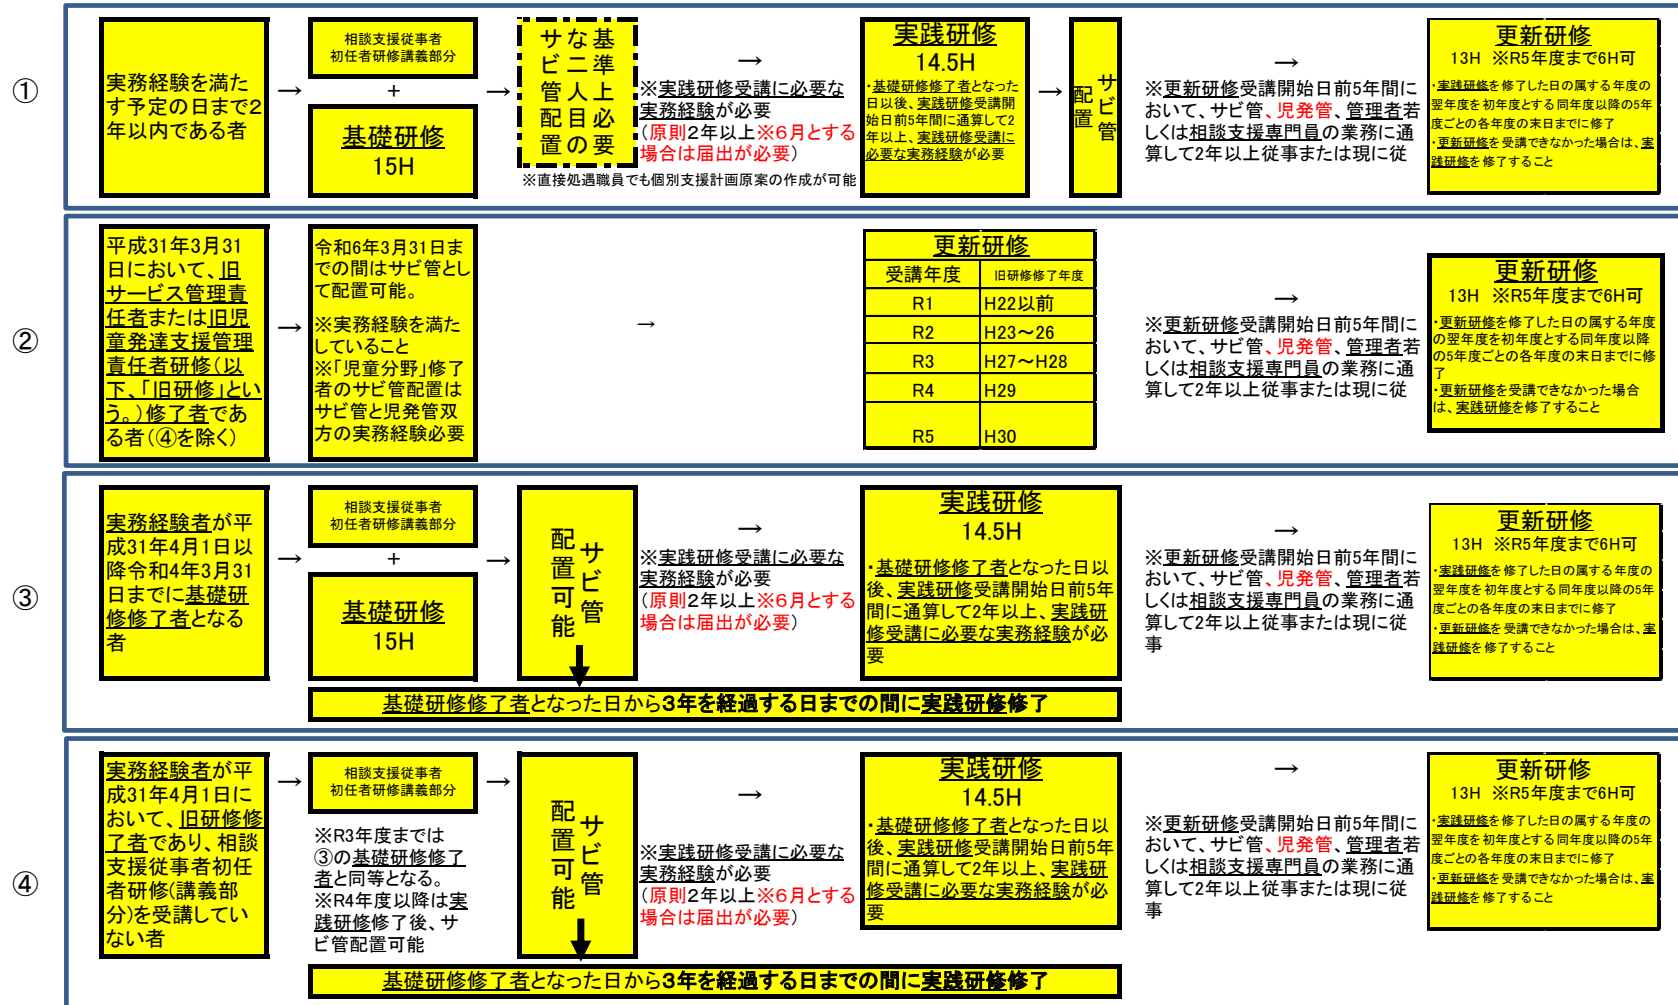 ①
実務経験を満た
す予定の日まで2
年以内である者
→
相談支援従事者
初任者研修講義部分
+
基礎研修
15H
→
基準上必要
な二人目の
サビ管配置
→
※実践研修受講に必要な
実務経験が必要
（原則2年以上※6月とする
場合は届出が必要）
※直接処遇職員でも個別支援計画原案の作成が可能
実践研修
14.5H
・基礎研修修了者となった
日以後、実践研修受講開
始日前5年間に通算して2
年以上、実践研修受講に
必要な実務経験が必要
→
サビ管
配置
→
※更新研修受講開始日前5年間に
おいて、サビ管、児発管、管理者若
しくは相談支援専門員の業務に通
算して2年以上従事または現に従
更新研修
13H ※R5年度まで6H可
・実践研修を修了した日の属する年度の
翌年度を初年度とする同年度以降の5年
度ごとの各年度の末日までに修了
・更新研修を受講できなかった場合は、実
践研修を修了すること
②
平成31年3月31
日において、旧
サービス管理責
任者または旧児
童発達支援管理
責任者研修（以
下、「旧研修」とい
う。）修了者であ
る者（④を除く）
→
令和6年3月31日ま
での間はサビ管とし
て配置可能。
※実務経験を満た
していること
※「児童分野」修了
者のサビ管配置は
サビ管と児発管双
方の実務経験必要
→
更新研修
受講年度 旧研修修了年度
R1 H22以前
R2 H23～26
R3 H27～H28
R4 H29
R5 H30
→
※更新研修受講開始日前5年間に
おいて、サビ管、児発管、管理者若
しくは相談支援専門員の業務に通
算して2年以上従事または現に従
更新研修
13H ※R5年度まで6H可
・更新研修を修了した日の属する年度
の翌年度を初年度とする同年度以降
の5年度ごとの各年度の末日までに修
了
・更新研修を受講できなかった場合
は、実践研修を修了すること
③
実務経験者が平
成31年4月1日以
降令和4年3月31
日までに基礎研
修修了者となる
者
→
相談支援従事者
初任者研修講義部分
+
基礎研修
15H
→
サビ管
配置可能
→
※実践研修受講に必要な
実務経験が必要
（原則2年以上※6月とする
場合は届出が必要）
実践研修
14.5H
・基礎研修修了者となった日以
後、実践研修受講開始日前5年
間に通算して2年以上、実践研
修受講に必要な実務経験が必
要
→
※更新研修受講開始日前5年間に
おいて、サビ管、児発管、管理者若
しくは相談支援専門員の業務に通
算して2年以上従事または現に従
事
更新研修
13H ※R5年度まで6H可
・実践研修を修了した日の属する年度の
翌年度を初年度とする同年度以降の5年
度ごとの各年度の末日までに修了
・更新研修を受講できなかった場合は、実
践研修を修了すること
基礎研修修了者となった日から3年を経過する日までの間に実践研修修了
④
実務経験者が平
成31年4月1日に
おいて、旧研修修
了者であり、相談
支援従事者初任
者研修（講義部
分）を受講してい
ない者
→
相談支援従事者
初任者研修講義部分
→
※R3年度までは
③の基礎研修修了
者と同等となる。
※R4年度以降は実
践研修修了後、サ
ビ管配置可能
サビ管
配置可能
→
※実践研修受講に必要な
実務経験が必要
（原則2年以上※6月とする
場合は届出が必要）
実践研修
14.5H
・基礎研修修了者となった日以
後、実践研修受講開始日前5年
間に通算して2年以上、実践研
修受講に必要な実務経験が必
要
→
※更新研修受講開始日前5年間に
おいて、サビ管、児発管、管理者若
しくは相談支援専門員の業務に通
算して2年以上従事または現に従
事
更新研修
13H ※R5年度まで6H可
・実践研修を修了した日の属する年度の
翌年度を初年度とする同年度以降の5年
度ごとの各年度の末日までに修了
・更新研修を受講できなかった場合は、実
践研修を修了すること
基礎研修修了者となった日から3年を経過する日までの間に実践研修修了